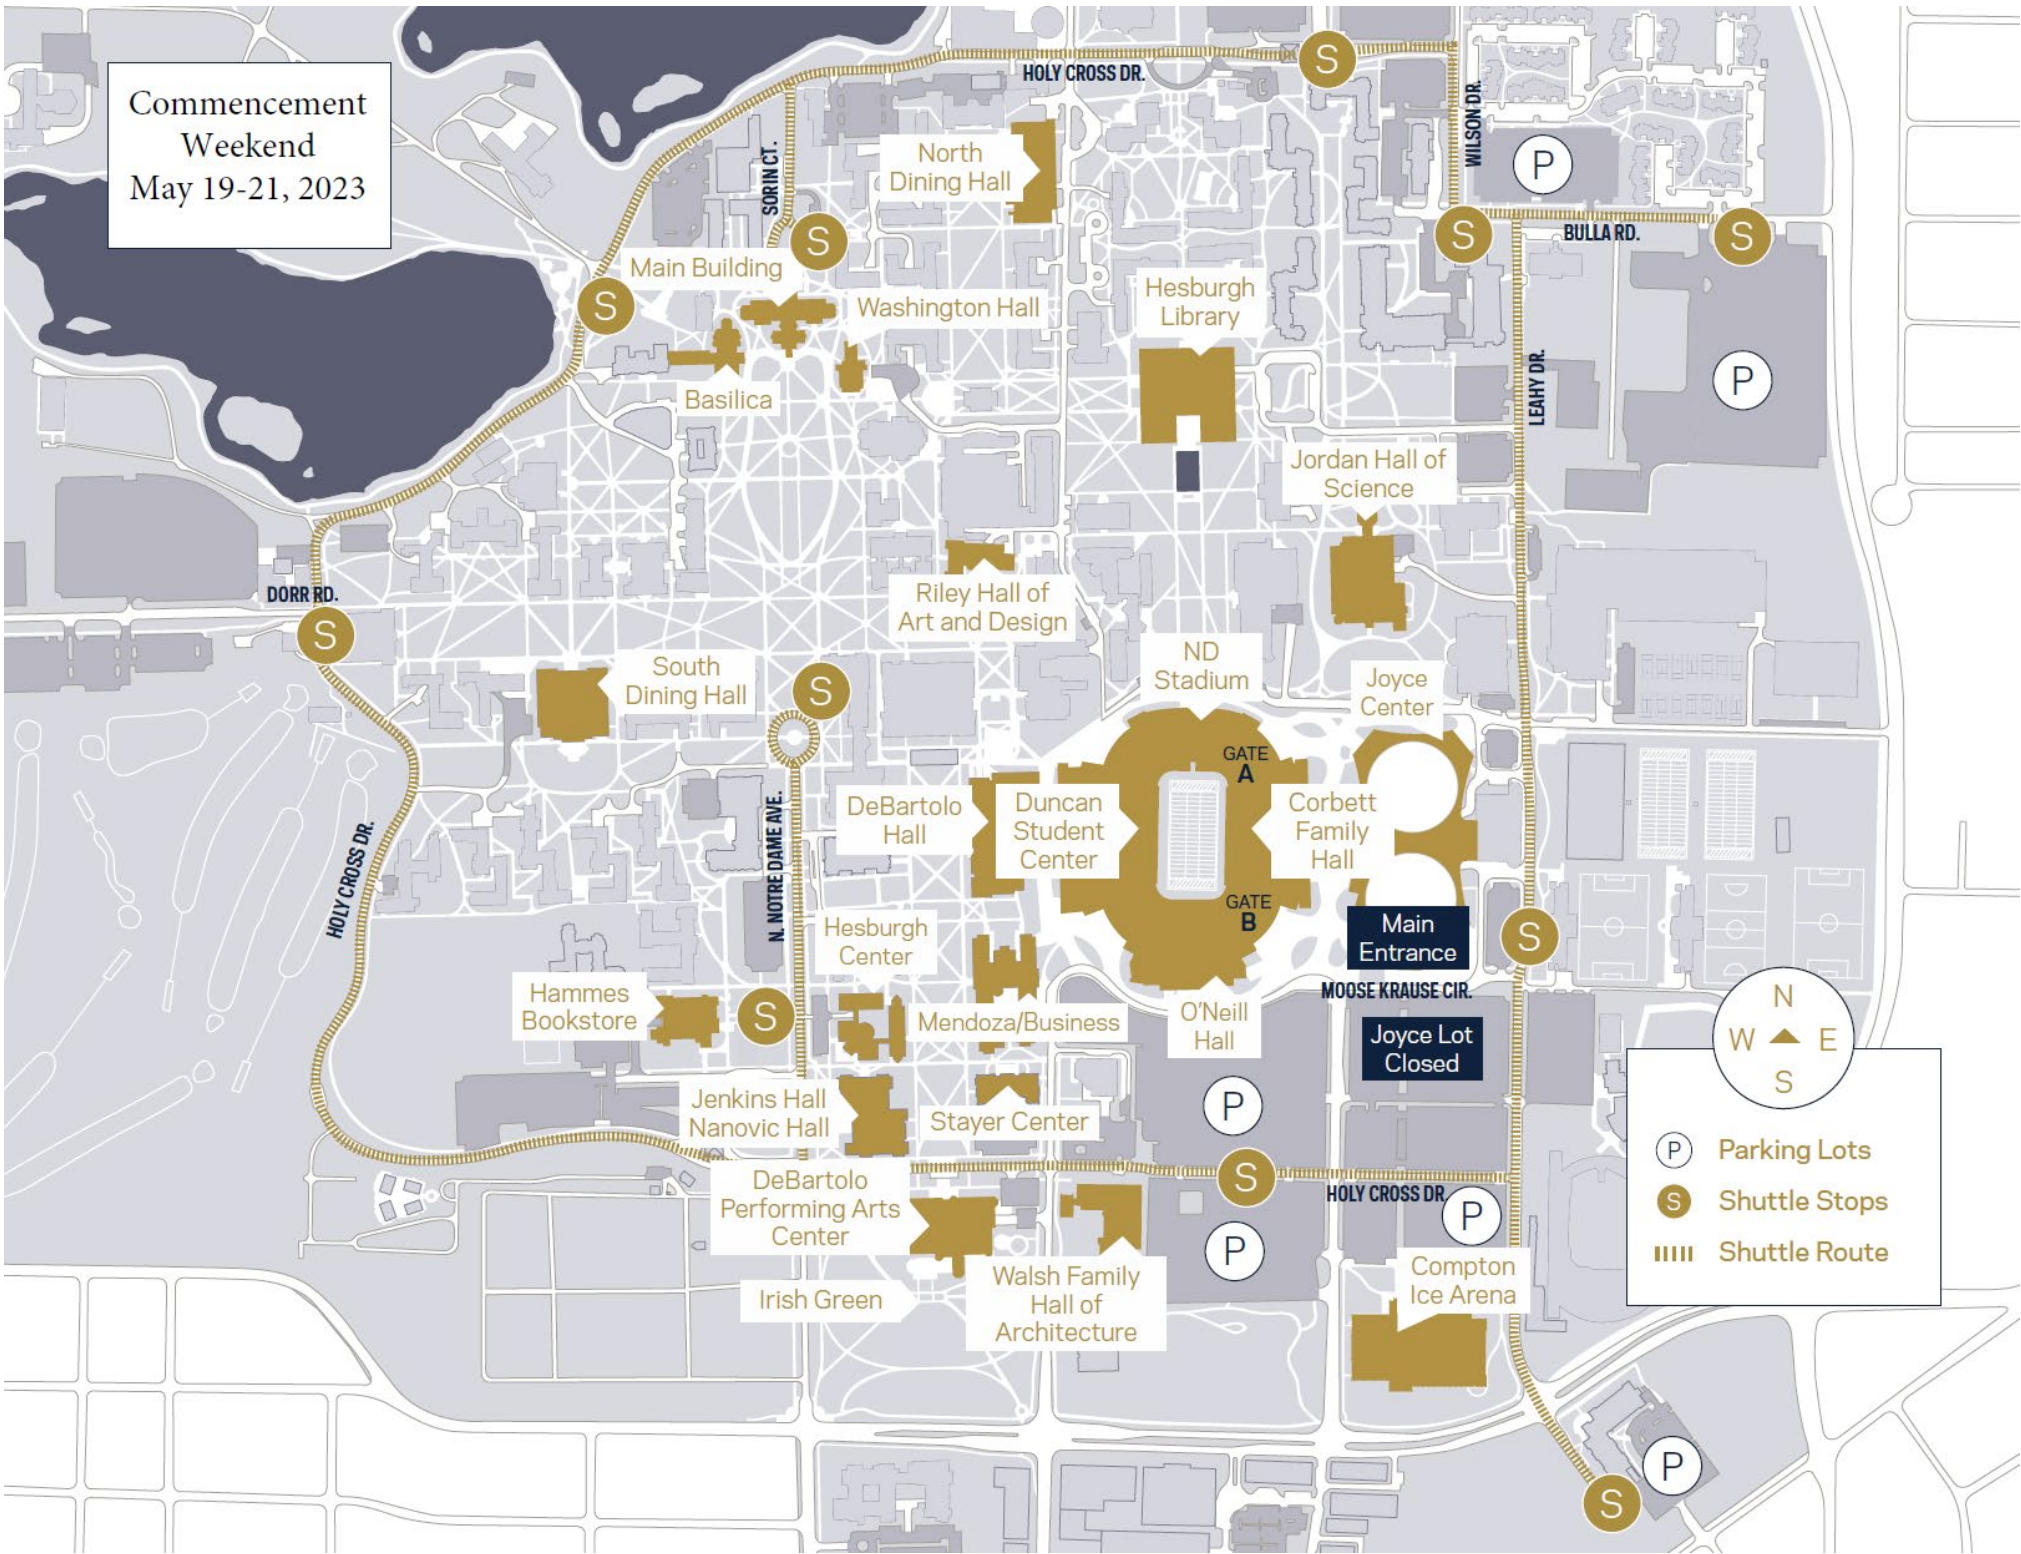 Commencement
Weekend
May 19-21, 2023
HOLY CROSS DR.
S
WILSON DR.
P
SORIN CT.
North
Dining Hall
S
S
BULLA RD.
S
Main Building
S
Washington Hall
Hesburgh
Library
LEAHY DR.
P
Basilica
Jordan Hall of
Science
DORR RD.
S
Riley Hall of
Art and Design
South
Dining Hall
S
ND
Stadium
Joyce
Center
GATE
A
DeBartolo
Hall
Duncan
Student
Center
Corbett
Family
Hall
HOLY CROSS DR.
N. NOTRE DAME AVE.
GATE
B
Main
Entrance
S
Hesburgh
Center
MOOSE KRAUSE CIR.
Hammes
Bookstore
S
Mendoza/Business
O'Neill
Hall
Joyce Lot
Closed
Jenkins Hall
Nanovic Hall
Stayer Center
P
S
HOLY CROSS DR.
P
DeBartolo
Performing Arts
Center
P
Irish Green
Walsh Family
Hall of
Architecture
Compton
Ice Arena
P
S
N
W E
S
P Parking Lots
S Shuttle Stops
Shuttle Route